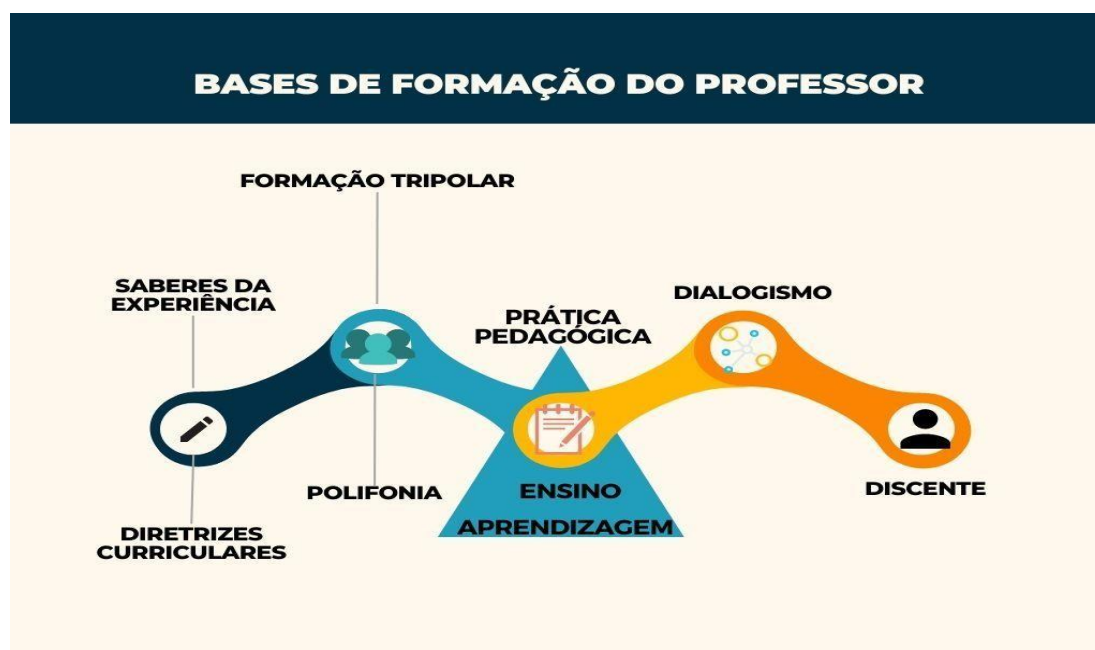 BASES DE FORMAÇÃO DO PROFESSOR
FORMAÇÃO TRIPOLAR
SABERES DA
EXPERIÊNCIA
DIALOGISMO
PRÁTICA
PEDAGÓGICA
POLIFONIA
ENSINO
APRENDIZAGEM
DISCENTE
DIRETRIZES
CURRICULARES